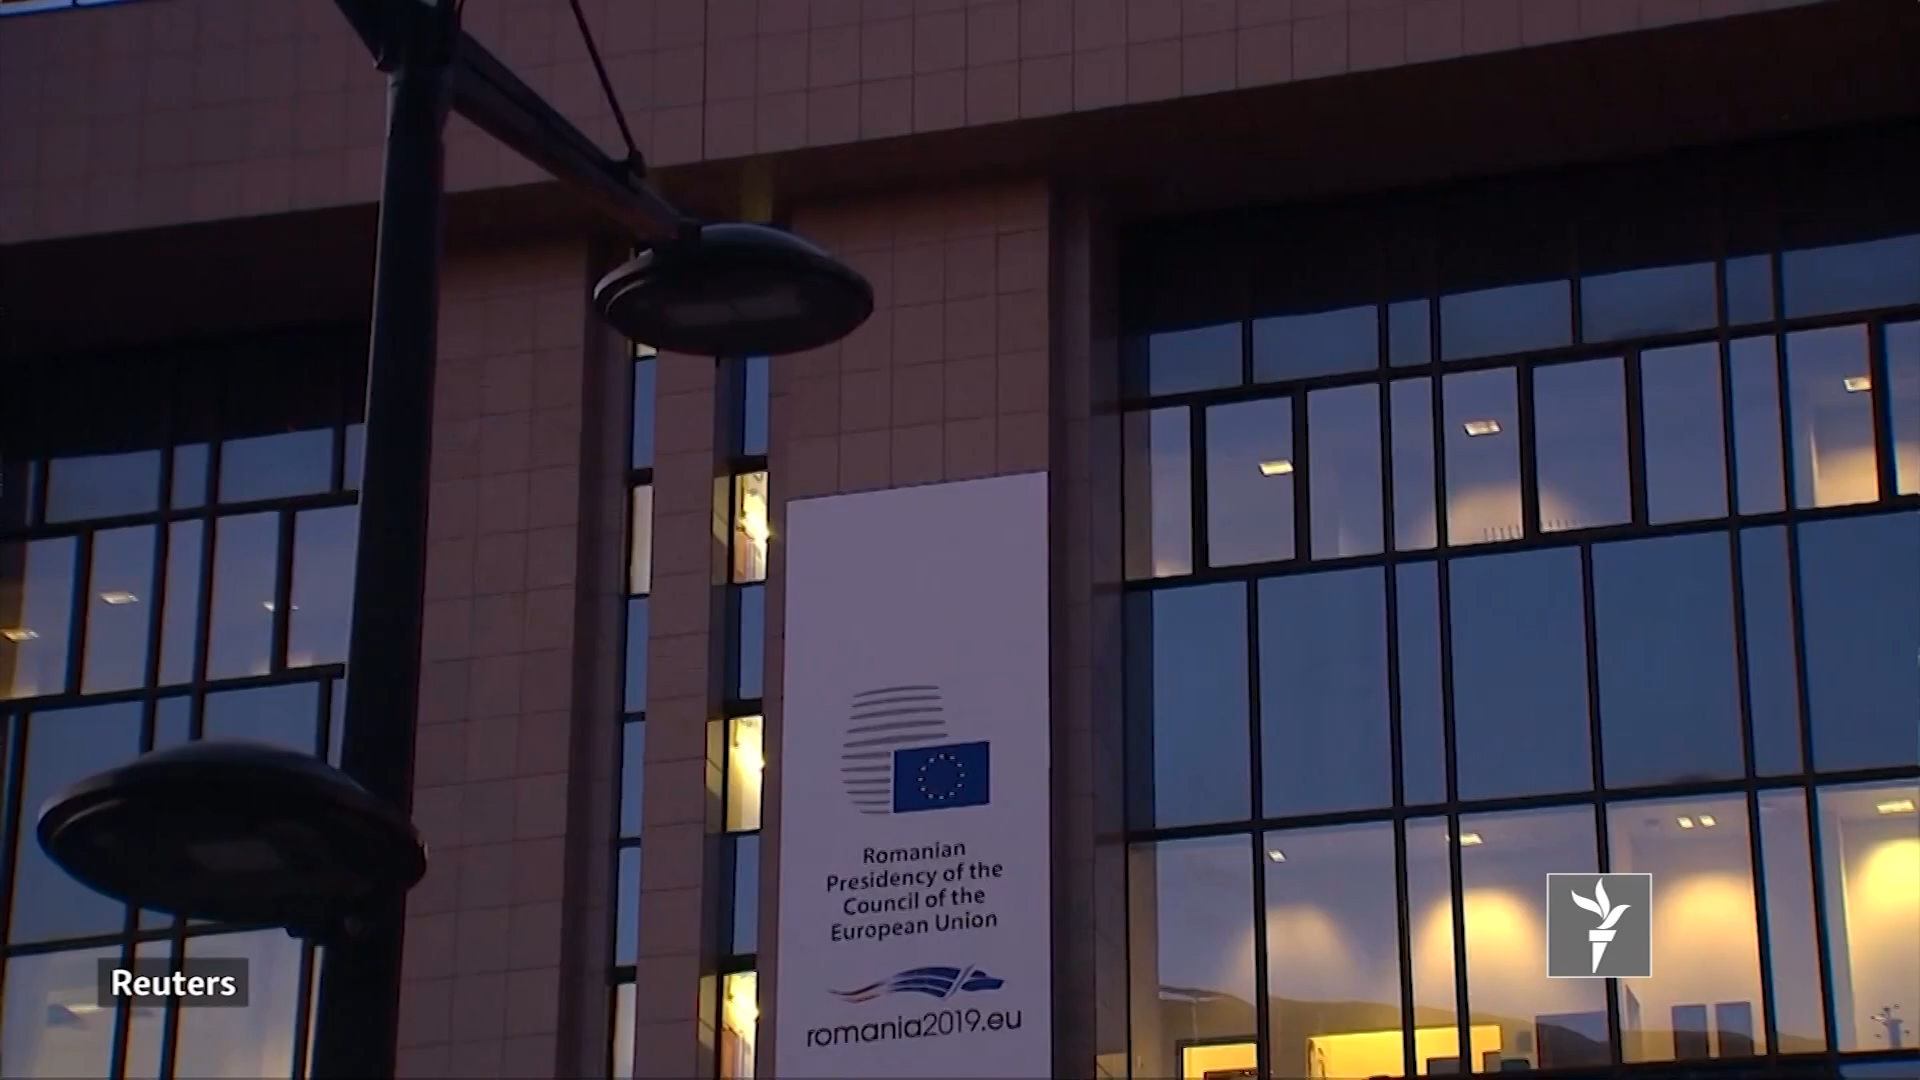 Romanian
Presidency of the
Council of the
European Union
romania2019.eu
Reuters